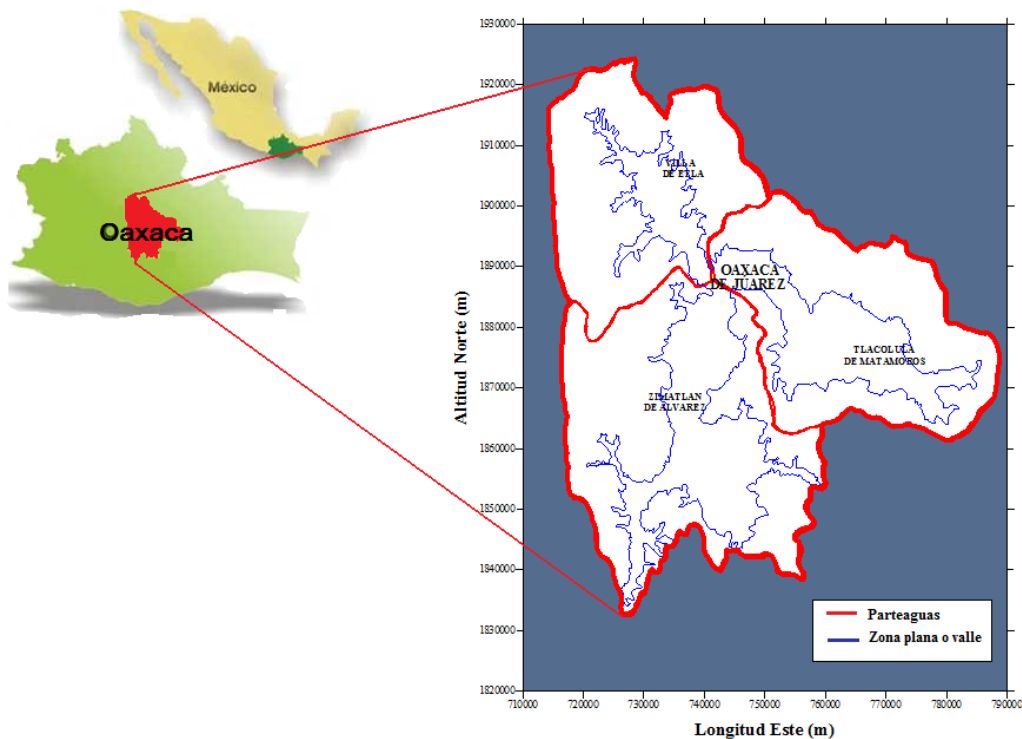 México
Oaxaca
1930000
1920000
1910000
1900000
1890000
1880000
1870000
1860000
1850000
1840000
1830000
1820000
Altitud Norte (m)
VILLA
DE ETLA
OAXACA
DE JUAREZ
TLACOLULA
DE MATAMOROS
ZIMATLAN
DE ALVAREZ
Parteaguas
Zona plana o valle
710000 720000 730000 740000 750000 760000 770000 780000 790000
Longitud Este (m)